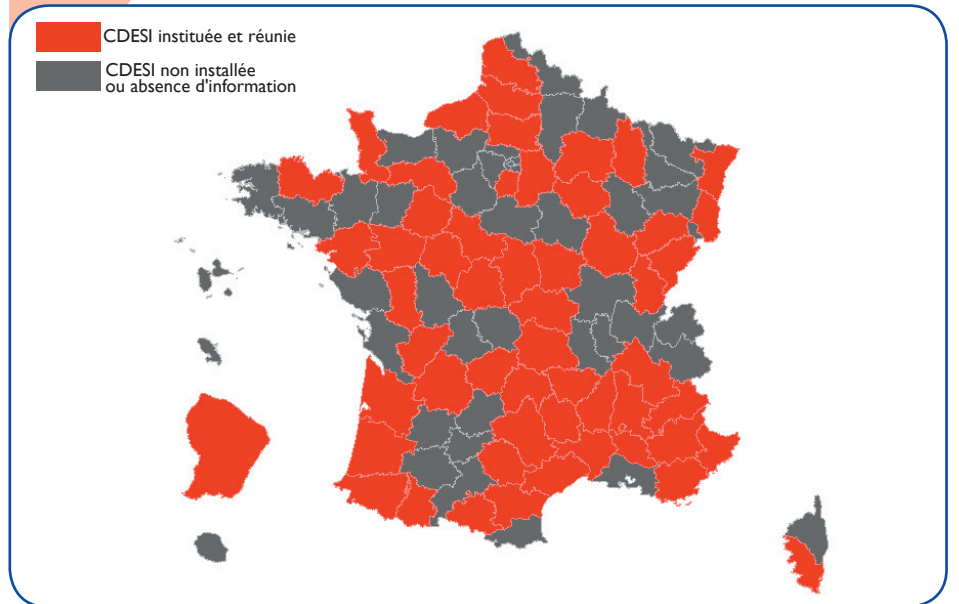 CDESI instituée et réunie
CDESI non installée
ou absence d'information